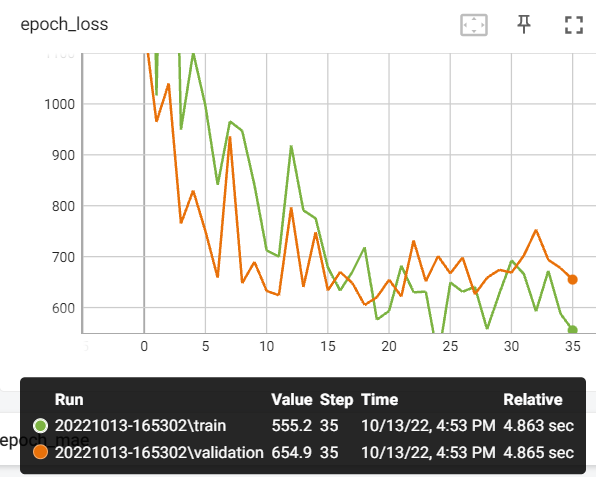 epoch_loss
1000
900
800
700
600
0 5 10 15 20 25 30 35
Run Value Step Time Relative
20221013-165302\train 555.2 35 10/13/22, 4:53 PM 4.863 sec
epoch_mae
20221013-165302\validation 654.9 35 10/13/22, 4:53 PM 4.865 sec